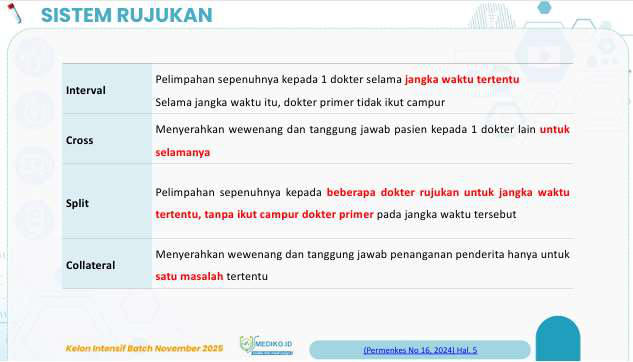 SISTEM RUJUKAN
Interval
Pelimpahan sepenuhnya kepada 1 dokter selama jangka waktu tertentu
Selama jangka waktu itu, dokter primer tidak ikut campur
Cross
Menyerahkan wewenang dan tanggung jawab pasien kepada 1 dokter lain untuk
selamanya
Split
Pelimpahan sepenuhnya kepada beberapa dokter rujukan untuk jangka waktu
tertentu, tanpa ikut campur dokter primer pada jangka waktu tersebut
Collateral
Menyerahkan wewenang dan tanggung jawab penanganan penderita hanya untuk
satu masalah tertentu
Kelan Intensif Batch November 2025
MEDIKO.ID
(Permenkes No 16, 2024) Hal. 5